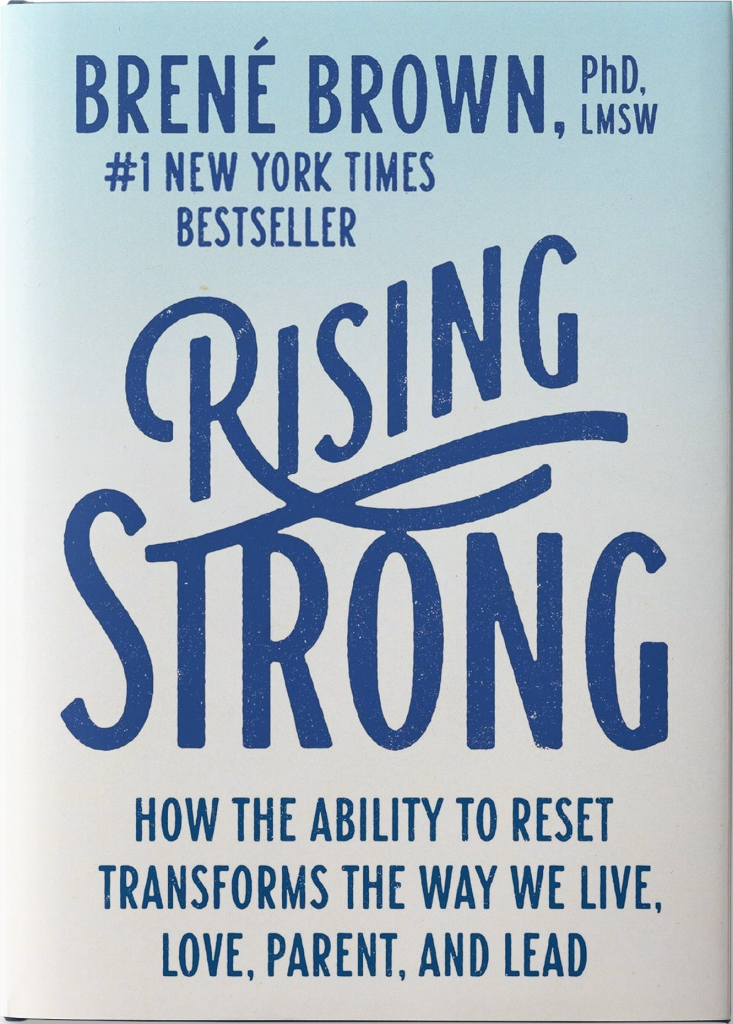 BRENÉ BROWN, PhD, LMSW
#1 NEW YORK TIMES
BESTSELLER
RISING
STRONG
HOW THE ABILITY TO RESET
TRANSFORMS THE WAY WE LIVE,
LOVE, PARENT, AND LEAD